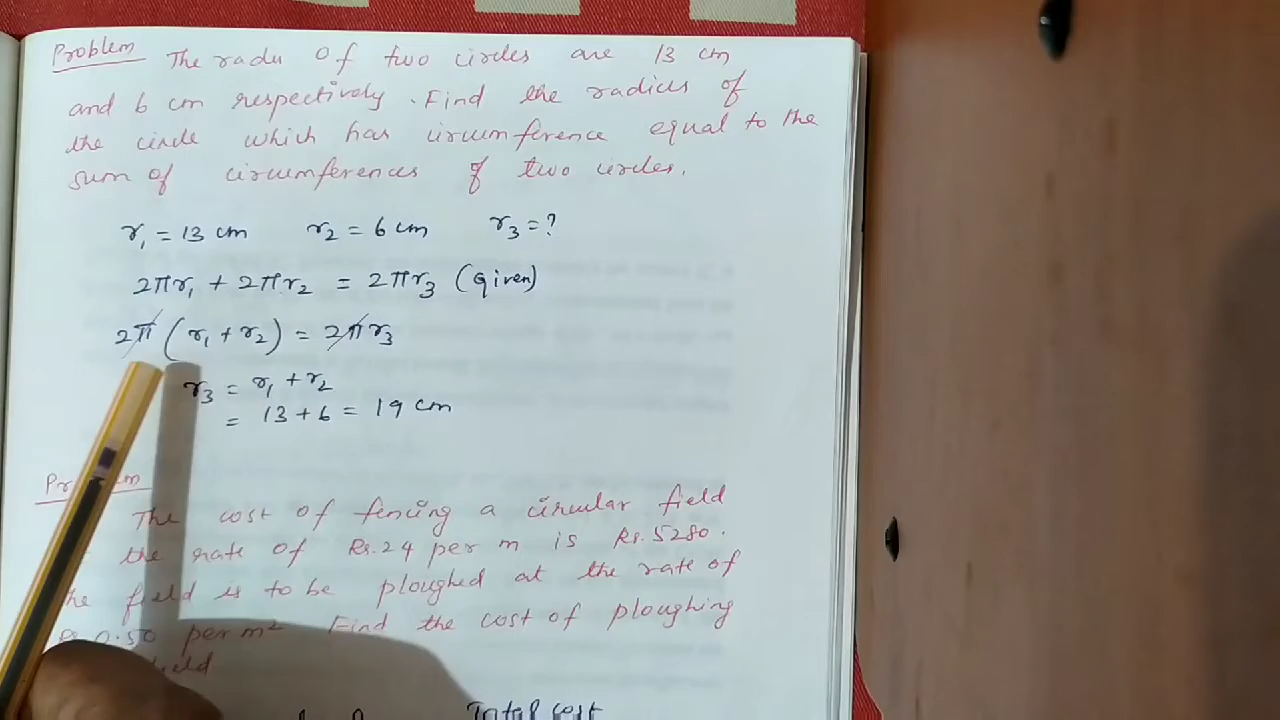 Problem The radii of two circles are 13 cm
and 6 cm respectively. Find the radius of
the circle which has circumference equal to the
sum of circumferences of two circles.
r₁ = 13 cm r₂ = 6 cm r₃ = ?
2πr₁ + 2πr₂ = 2πr₃ (Given)
2π (r₁ + r₂) = 2πr₃
r₃ = r₁ + r₂
= 13 + 6 = 19 cm
The cost of fencing a circular field
the rate of Rs.24 per m is Rs.5280.
field is to be ploughed at the rate of
0.50 per m² Find the cost of ploughing
field
Total cost